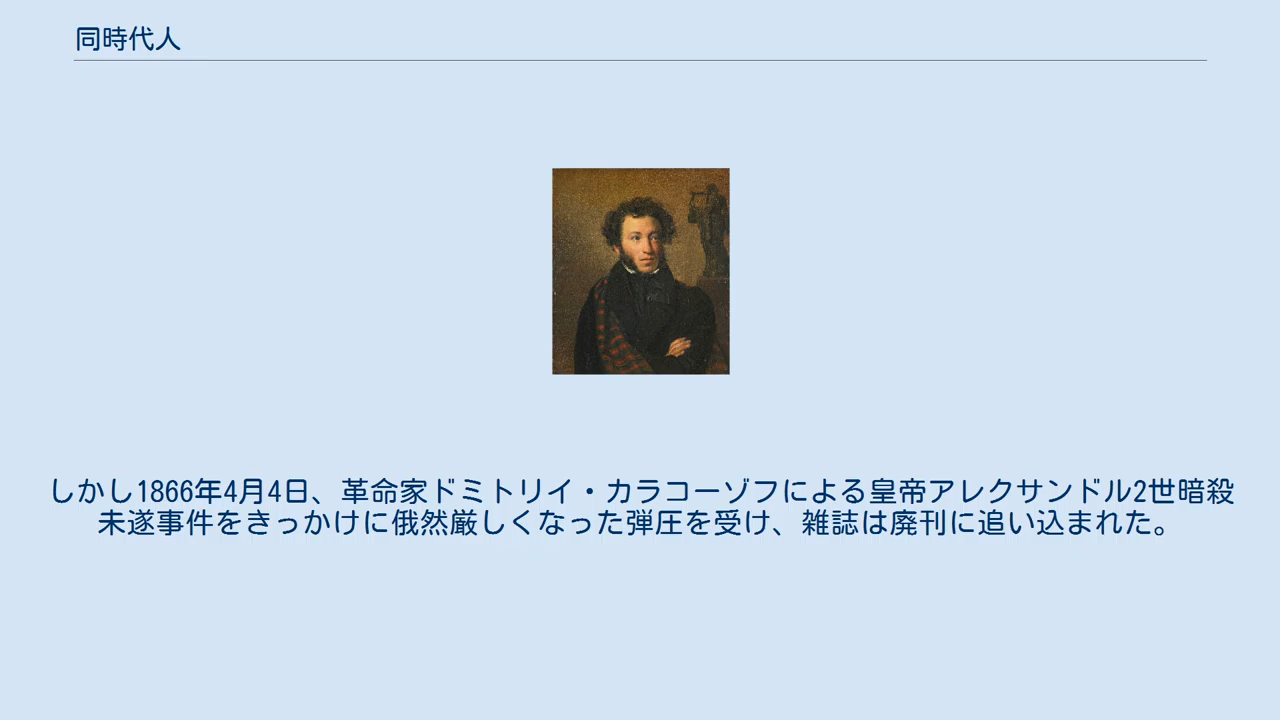 同時代人
しかし1866年4月4日、革命家ドミトリイ・カラコーゾフによる皇帝アレクサンドル2世暗殺
未遂事件をきっかけに俄然厳しくなった弾圧を受け、雑誌は廃刊に追い込まれた。